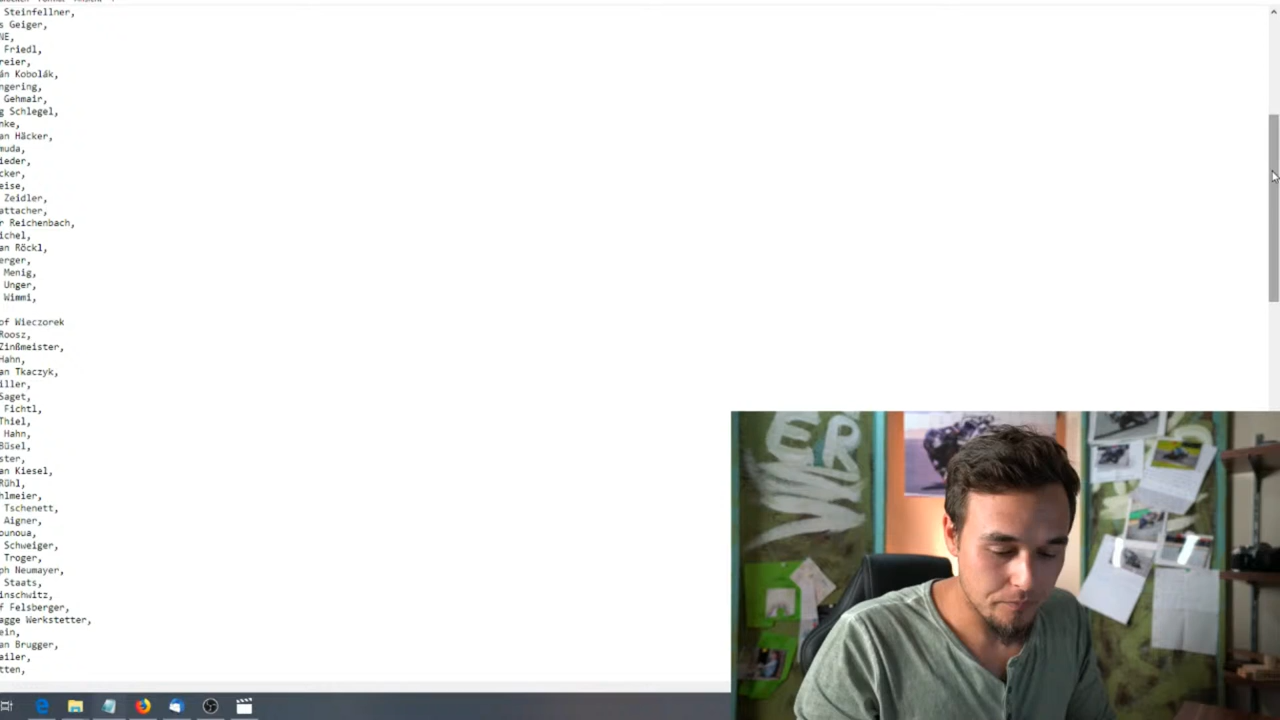 Steinfellner,
s Geiger,
NE,
Friedl,
reier,
án Kobolák,
ngering,
Gehmair,
g Schlegel,
nke,
an Häcker,
muda,
ieder,
cker,
eise,
Zeidler,
attacher,
r Reichenbach,
ichel,
an Röckl,
erger,
Menig,
Unger,
Wimmi,
of Wieczorek
Roosz,
Zinßmeister,
Hahn,
an Tkaczyk,
iller,
Saget,
Fichtl,
Thiel,
Hahn,
Büsel,
ster,
an Kiesel,
Rühl,
hlmeier,
Tschenett,
Aigner,
ounoua,
Schweiger,
Troger,
ph Neumayer,
Staats,
inschwitz,
f Felsberger,
agge Werkstetter,
ein,
an Brugger,
ailer,
tten,
ER